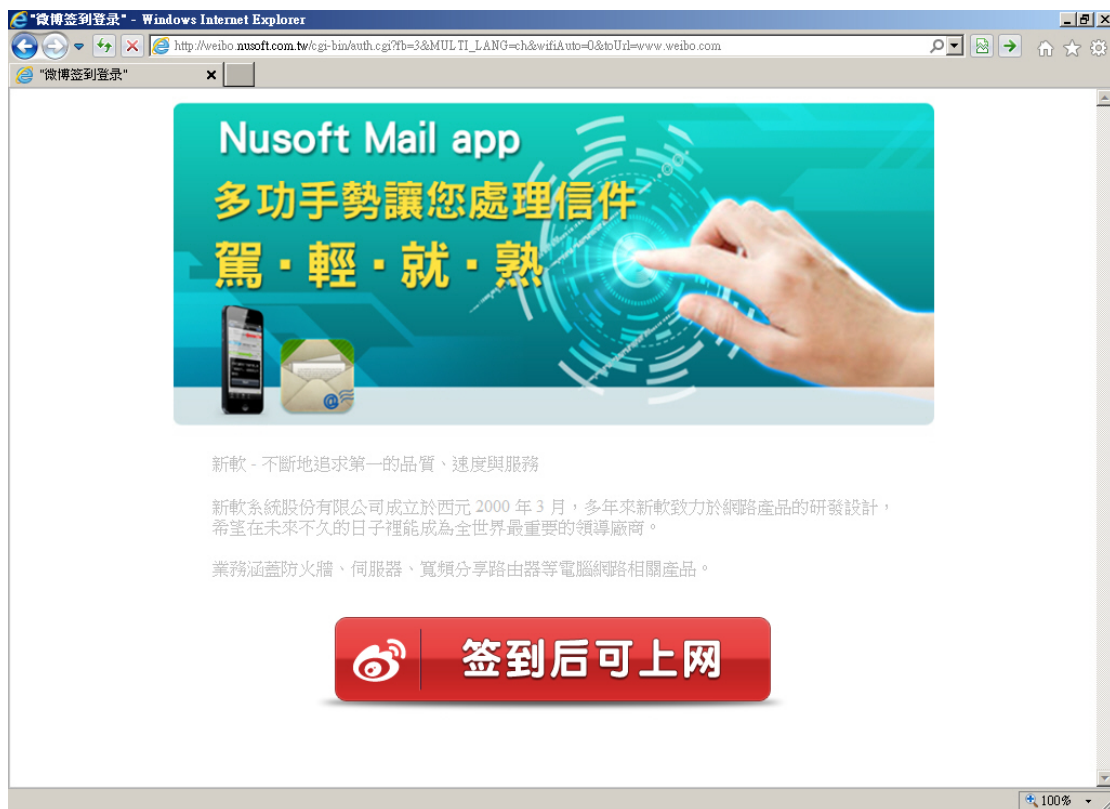 "微博签到登录" - Windows Internet Explorer
http://weibo.nusoft.com.tw/cgi-bin/auth.cgi?fb=3&MULTI_LANG=ch&wifiAuto=0&toUrl=www.weibo.com
"微博签到登录"
Nusoft Mail app
多功手勢讓您處理信件
駕·輕·就·熟
新軟 - 不斷地追求第一的品質、速度與服務
新軟系統股份有限公司成立於西元 2000 年 3 月，多年來新軟致力於網路產品的研發設計，
希望在未來不久的日子裡能成為全世界最重要的領導廠商。
業務涵蓋防火牆、伺服器、寬頻分享路由器等電腦網路相關產品。
签到后可上网
100%